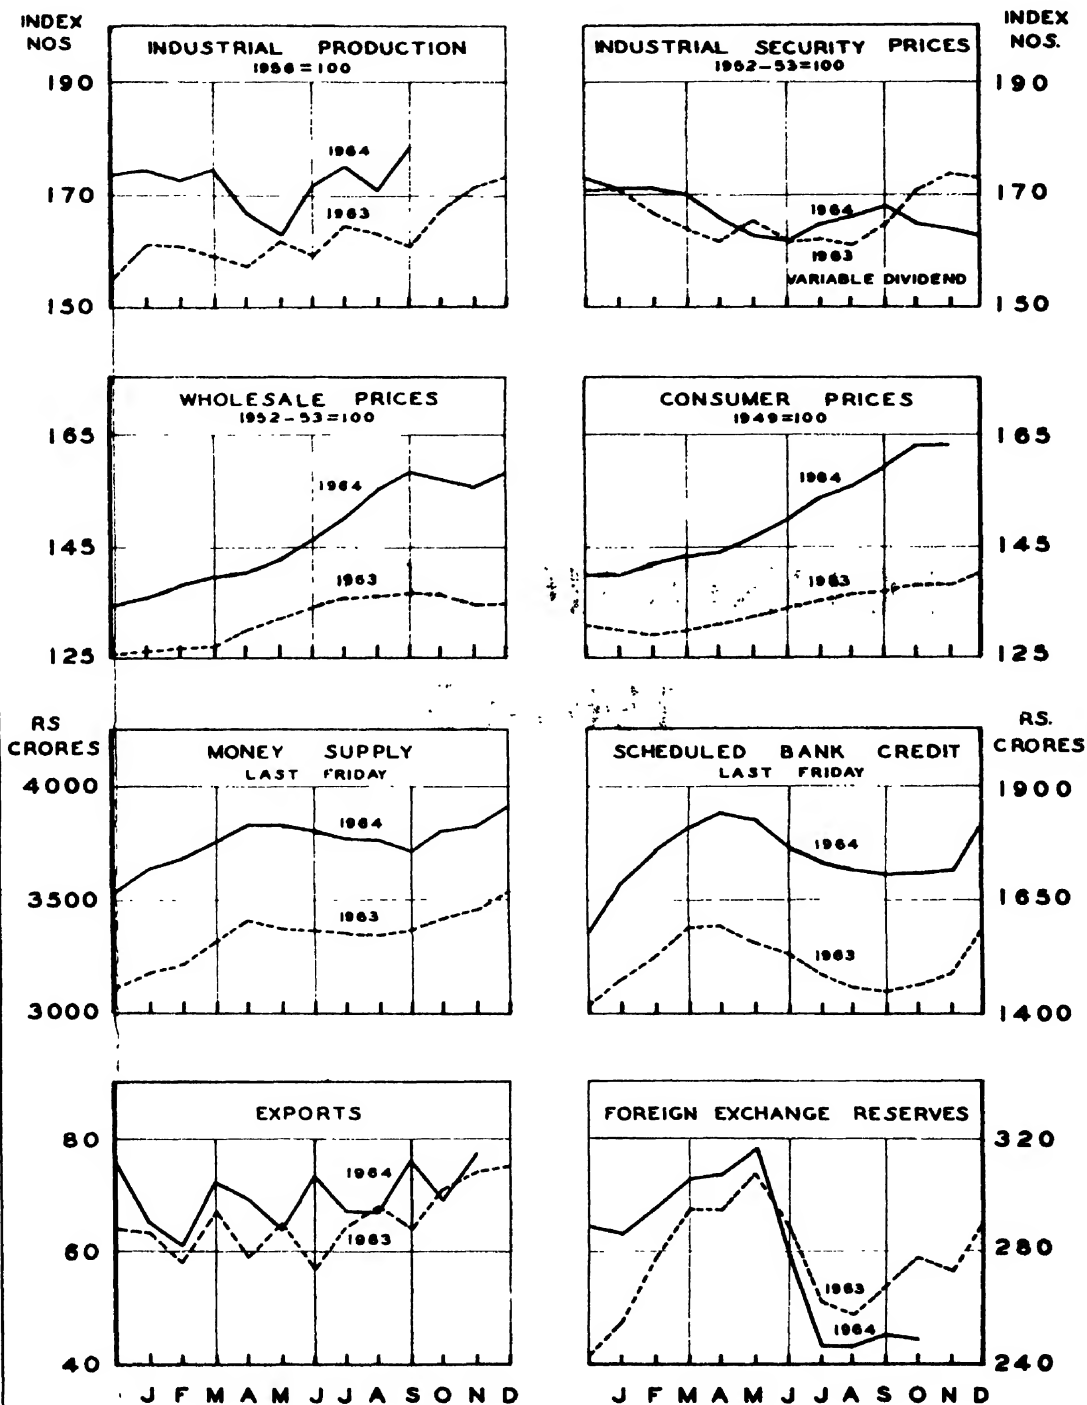 INDEX
NOS
INDUSTRIAL PRODUCTION
1956=100
190
170
150
1964
1963
INDUSTRIAL SECURITY PRICES
1952-53=100
INDEX
NOS.
190
170
150
1964
1963
VARIABLE DIVIDEND
WHOLESALE PRICES
1952-53=100
165
145
125
1964
1963
CONSUMER PRICES
1949=100
165
145
125
1964
1963
RS
CRORES
MONEY SUPPLY
LAST FRIDAY
4000
3500
3000
1964
1963
SCHEDULED BANK CREDIT
LAST FRIDAY
RS.
CRORES
1900
1650
1400
1964
1963
EXPORTS
80
60
40
1964
1963
J F M A M J J A S O N D
FOREIGN EXCHANGE RESERVES
320
280
240
1963
1964
J F M A M J J A S O N D